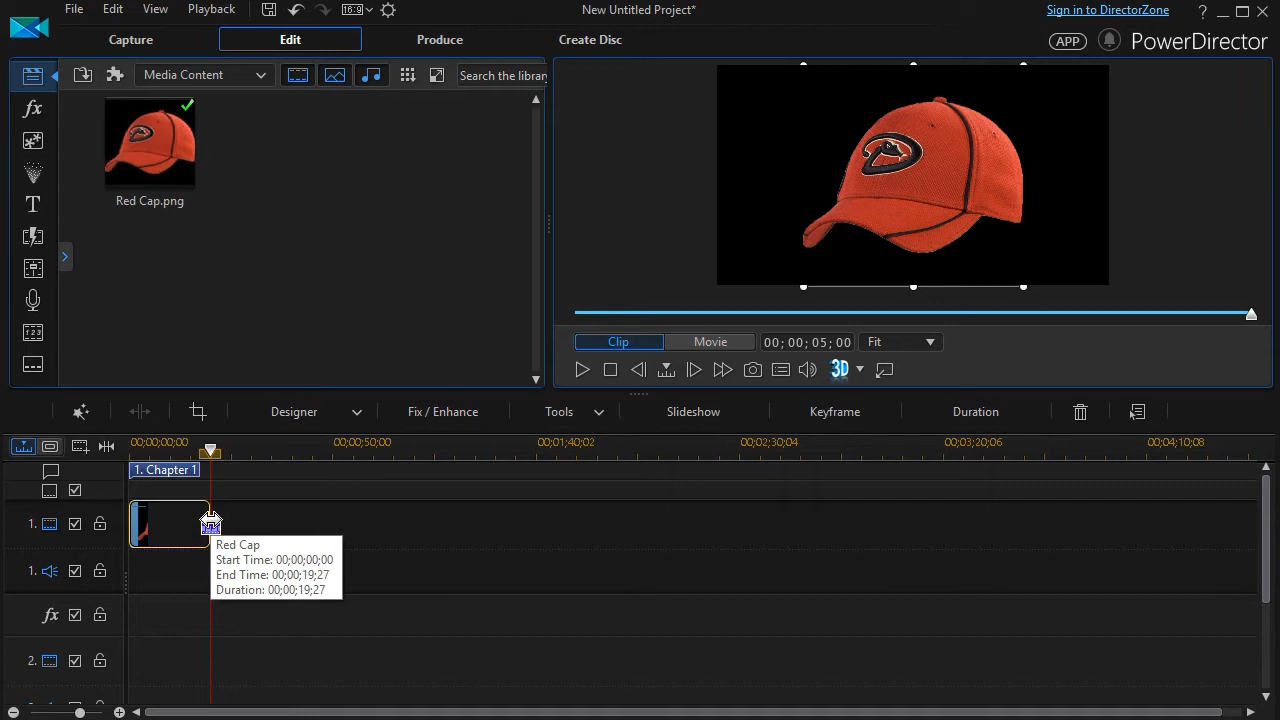 File Edit View Playback 16:9 New Untitled Project* Sign in to DirectorZone ?
Capture Edit Produce Create Disc APP PowerDirector
Media Content Search the library
fx
Red Cap.png
T
Clip Movie 00; 00; 05; 00 Fit
3D
Designer Fix / Enhance Tools Slideshow Keyframe Duration
00;00;00;00 00;00;50;00 00;01;40;02 00;02;30;04 00;03;20;06 00;04;10;08
1. Chapter 1
1.
Red Cap
Start Time: 00;00;00;00
End Time: 00;00;19;27
Duration: 00;00;19;27
1.
fx
2.